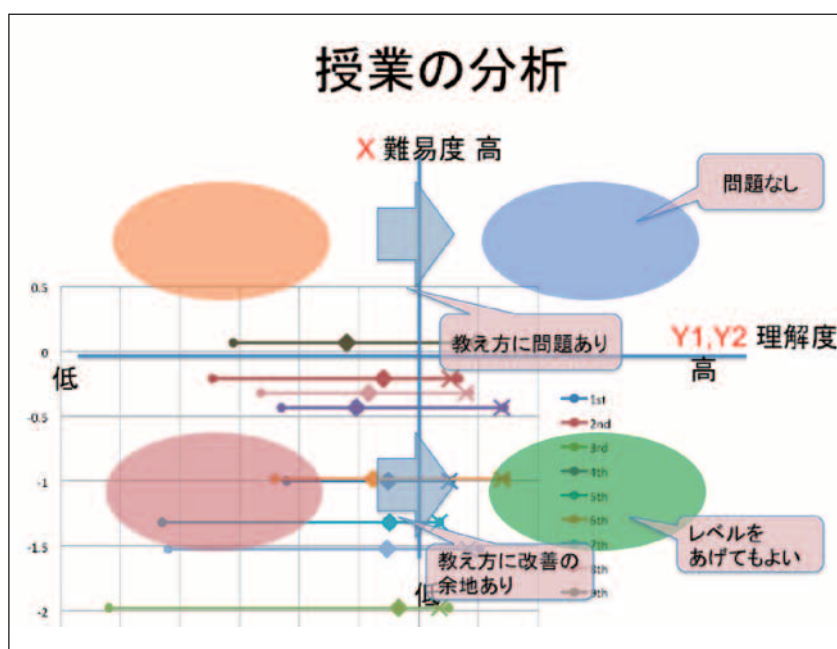 授業の分析
X 難易度 高
問題なし
0.5
教え方に問題あり
Y1,Y2 理解度
高
0
低
1st
2nd
-0.5
3rd
4th
-1
5th
6th
7th
レベルを
あげてもよい
-1.5
教え方に改善の
余地あり
8th
9th
低
-2